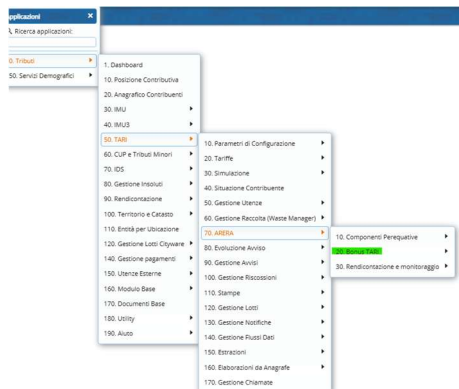 Applicazioni ×
Ricerca applicazioni:
0. Tributi
50. Servizi Demografici
1. Dashboard
10. Posizione Contributiva
20. Anagrafico Contribuenti
30. IMU
40. IMU3
50. TARI
60. CUP e Tributi Minori
70. IDS
80. Gestione Insoluti
90. Rendicontazione
100. Territorio e Catasto
110. Entità per Ubicazione
120. Gestione Lotti Cityware
140. Gestione pagamenti
150. Utenze Esterne
160. Modulo Base
170. Documenti Base
180. Utility
190. Aiuto
10. Parametri di Configurazione
20. Tariffe
30. Simulazione
40. Situazione Contribuente
50. Gestione Utenze
60. Gestione Raccolta (Waste Manager)
70. ARERA
80. Evoluzione Avviso
90. Gestione Avvisi
100. Gestione Riscossioni
110. Stampe
120. Gestione Lotti
130. Gestione Notifiche
140. Gestione Flussi Dati
150. Estrazioni
160. Elaborazioni da Anagrafe
170. Gestione Chiamate
10. Componenti Perequative
20. Bonus TARI
30. Rendicontazione e monitoraggio